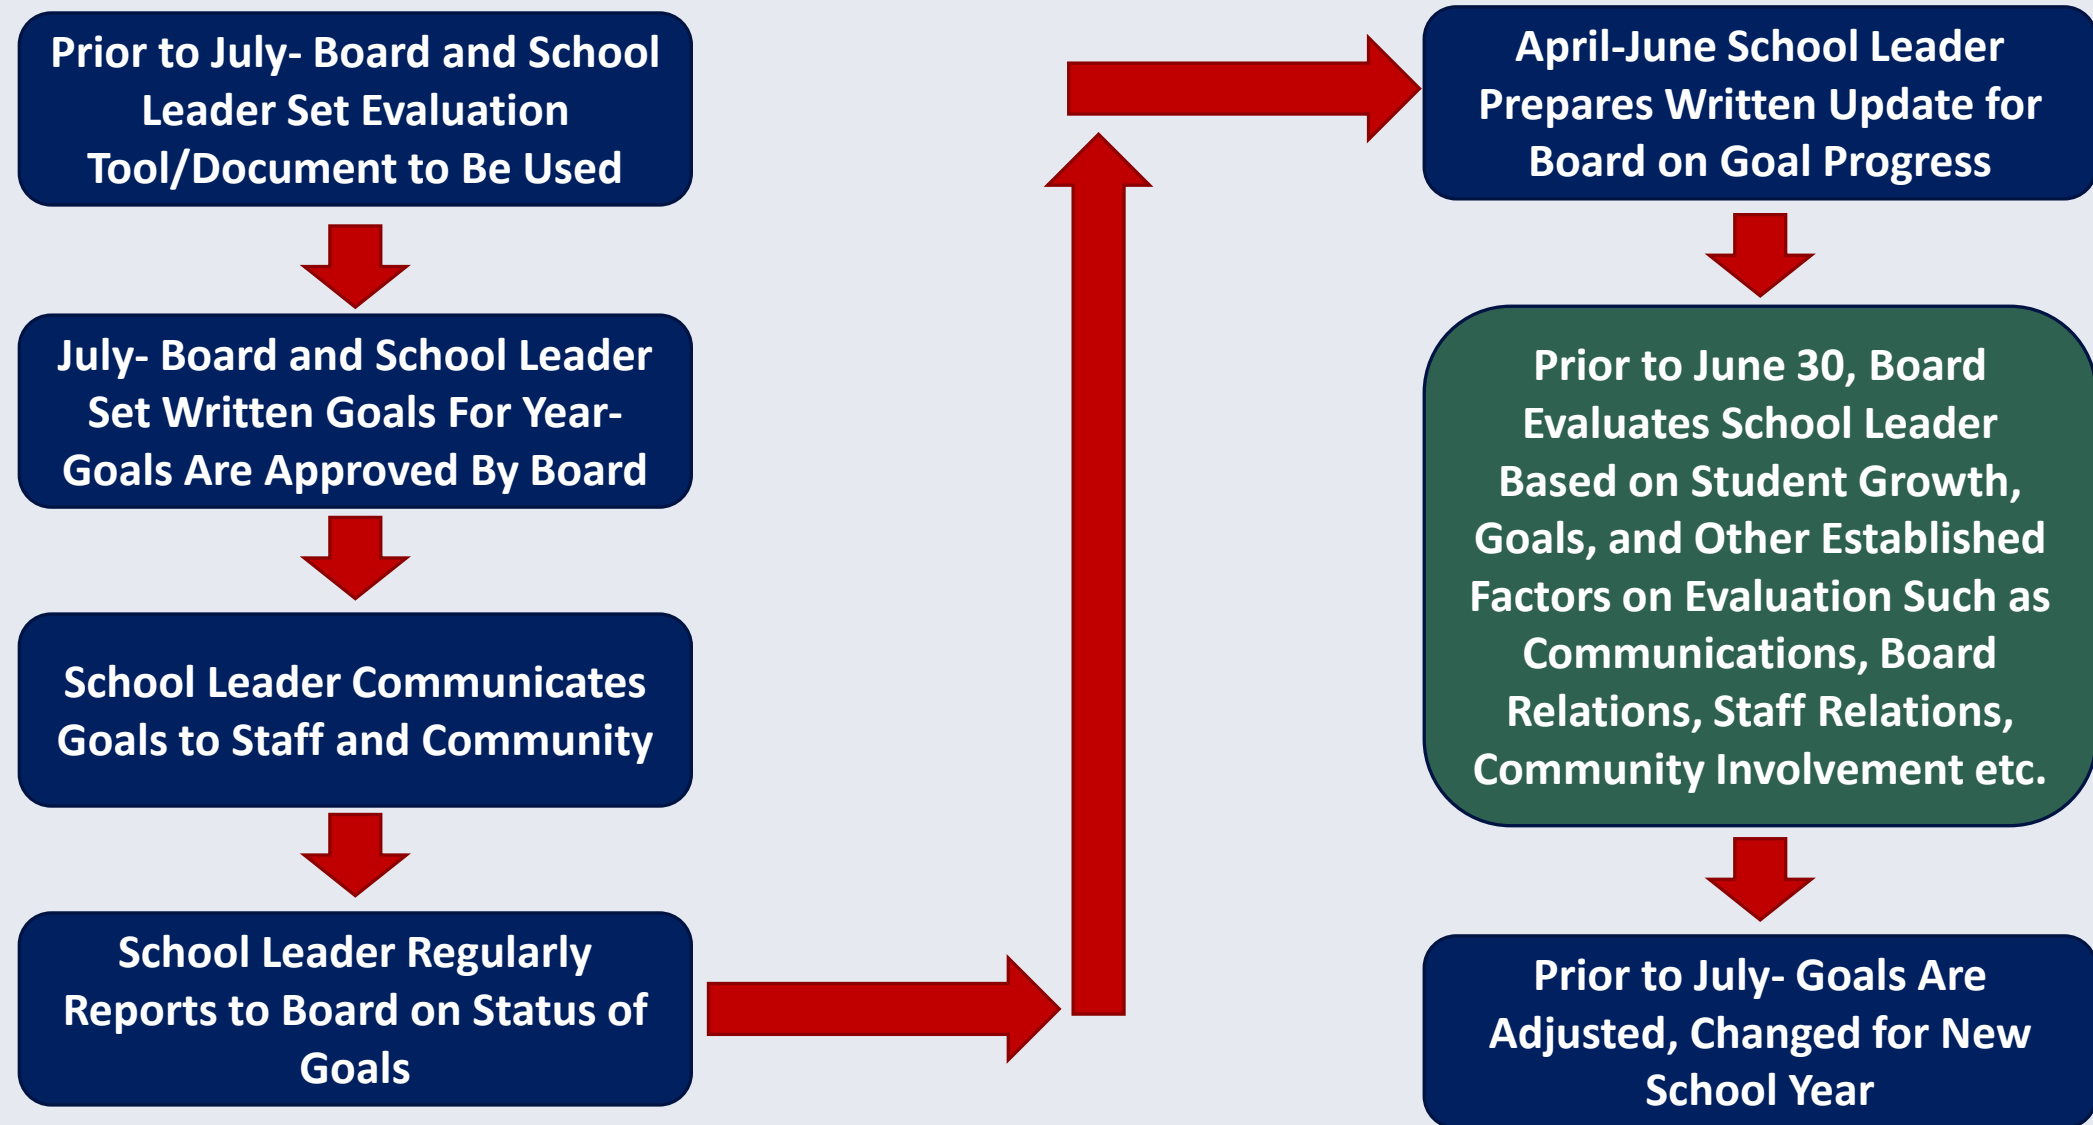 Prior to July- Board and School
Leader Set Evaluation
Tool/Document to Be Used
July- Board and School Leader
Set Written Goals For Year-
Goals Are Approved By Board
School Leader Communicates
Goals to Staff and Community
School Leader Regularly
Reports to Board on Status of
Goals
April-June School Leader
Prepares Written Update for
Board on Goal Progress
Prior to June 30, Board
Evaluates School Leader
Based on Student Growth,
Goals, and Other Established
Factors on Evaluation Such as
Communications, Board
Relations, Staff Relations,
Community Involvement etc.
Prior to July- Goals Are
Adjusted, Changed for New
School Year